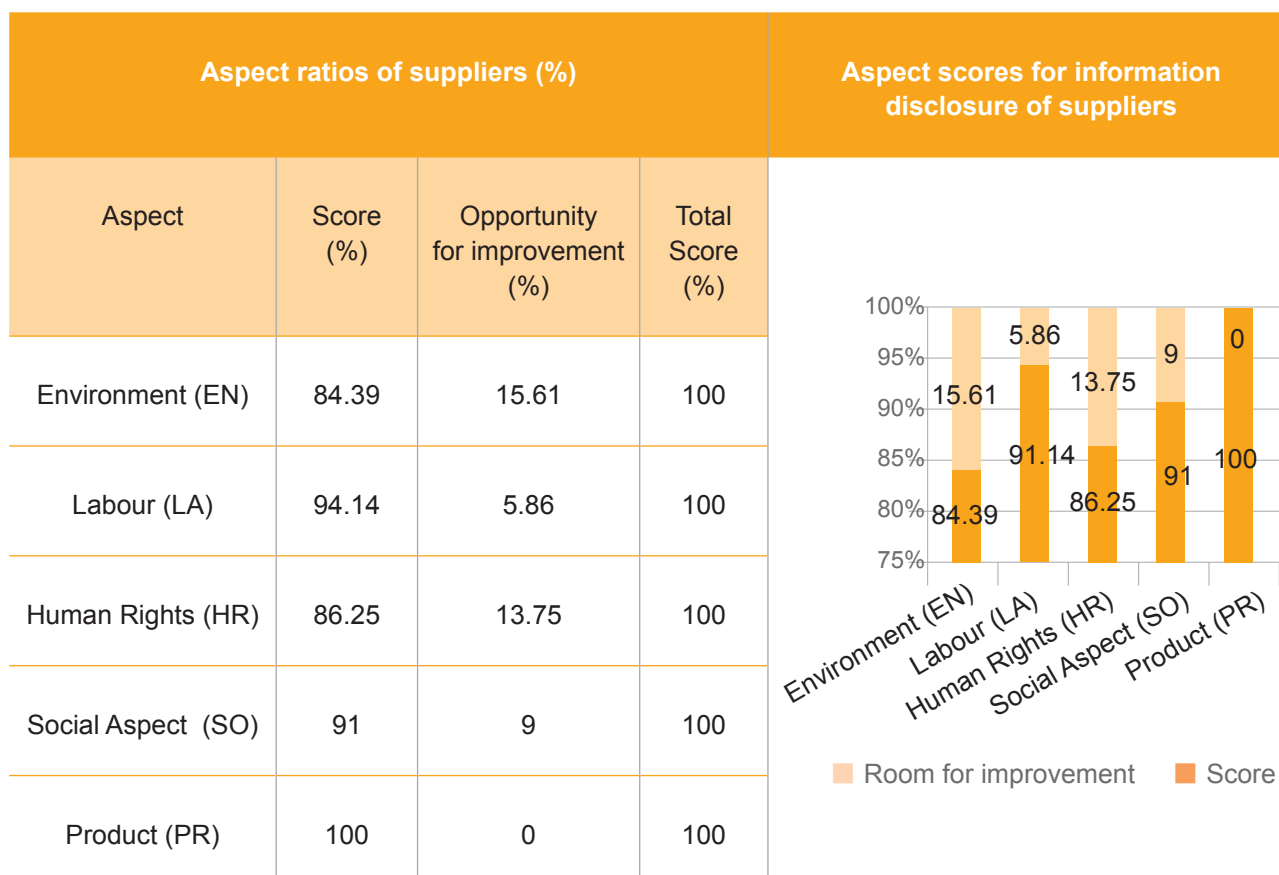 Aspect ratios of suppliers (%)
Aspect scores for information
disclosure of suppliers
Aspect
Score
(%)
Opportunity
for improvement
(%)
Total
Score
(%)
Environment (EN) 84.39 15.61 100
Labour (LA) 94.14 5.86 100
Human Rights (HR) 86.25 13.75 100
Social Aspect (SO) 91 9 100
Product (PR) 100 0 100
100%
95%
90%
85%
80%
75%
15.61 5.86 13.75 9 0
84.39 91.14 86.25 91 100
Environment (EN)
Labour (LA)
Human Rights (HR)
Social Aspect (SO)
Product (PR)
Room for improvement Score